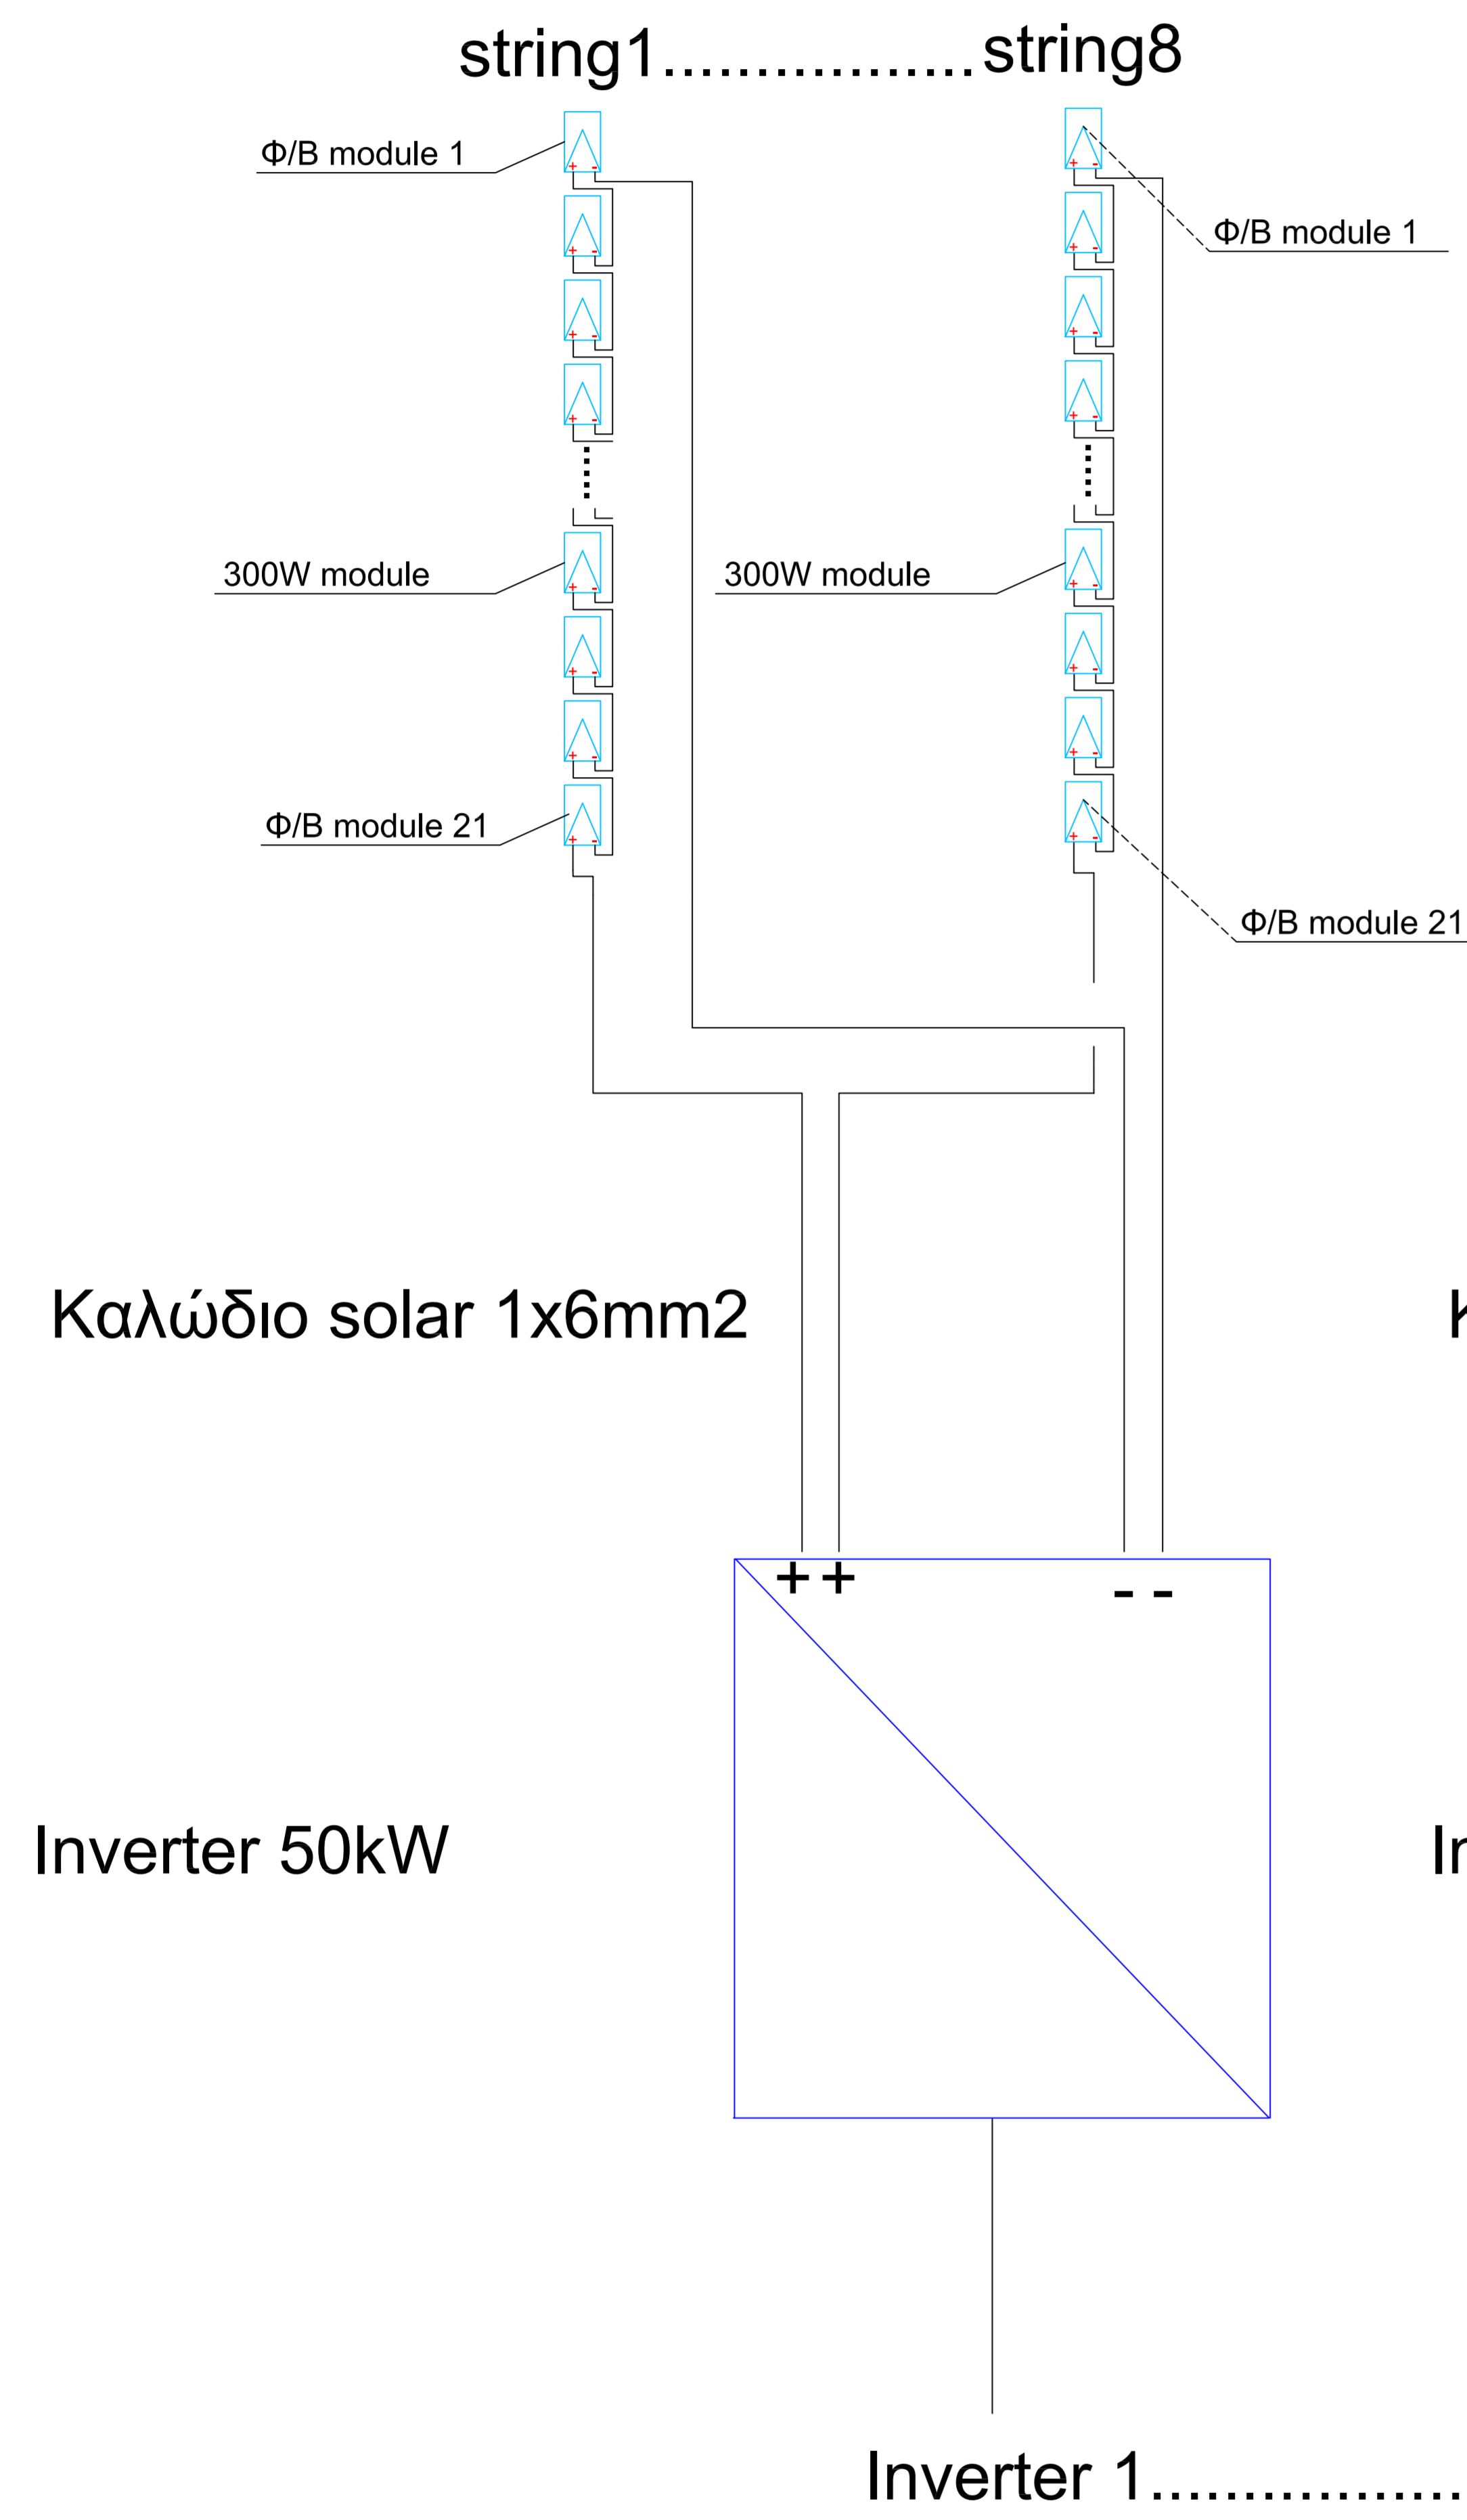 string1.................string8
Φ/Β module 1
Φ/Β module 1
300W module
300W module
Φ/Β module 21
Φ/Β module 21
Καλώδιο solar 1x6mm2
++
--
Inverter 50kW
Inverter 1.................